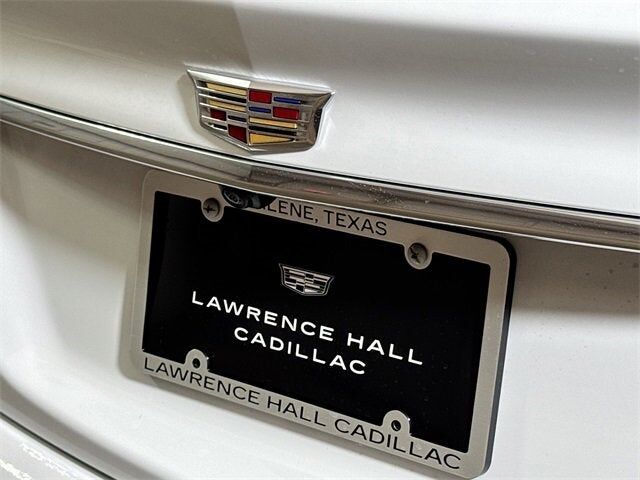 LENE, TEXAS
LAWRENCE HALL
CADILLAC
LAWRENCE HALL CADILLAC